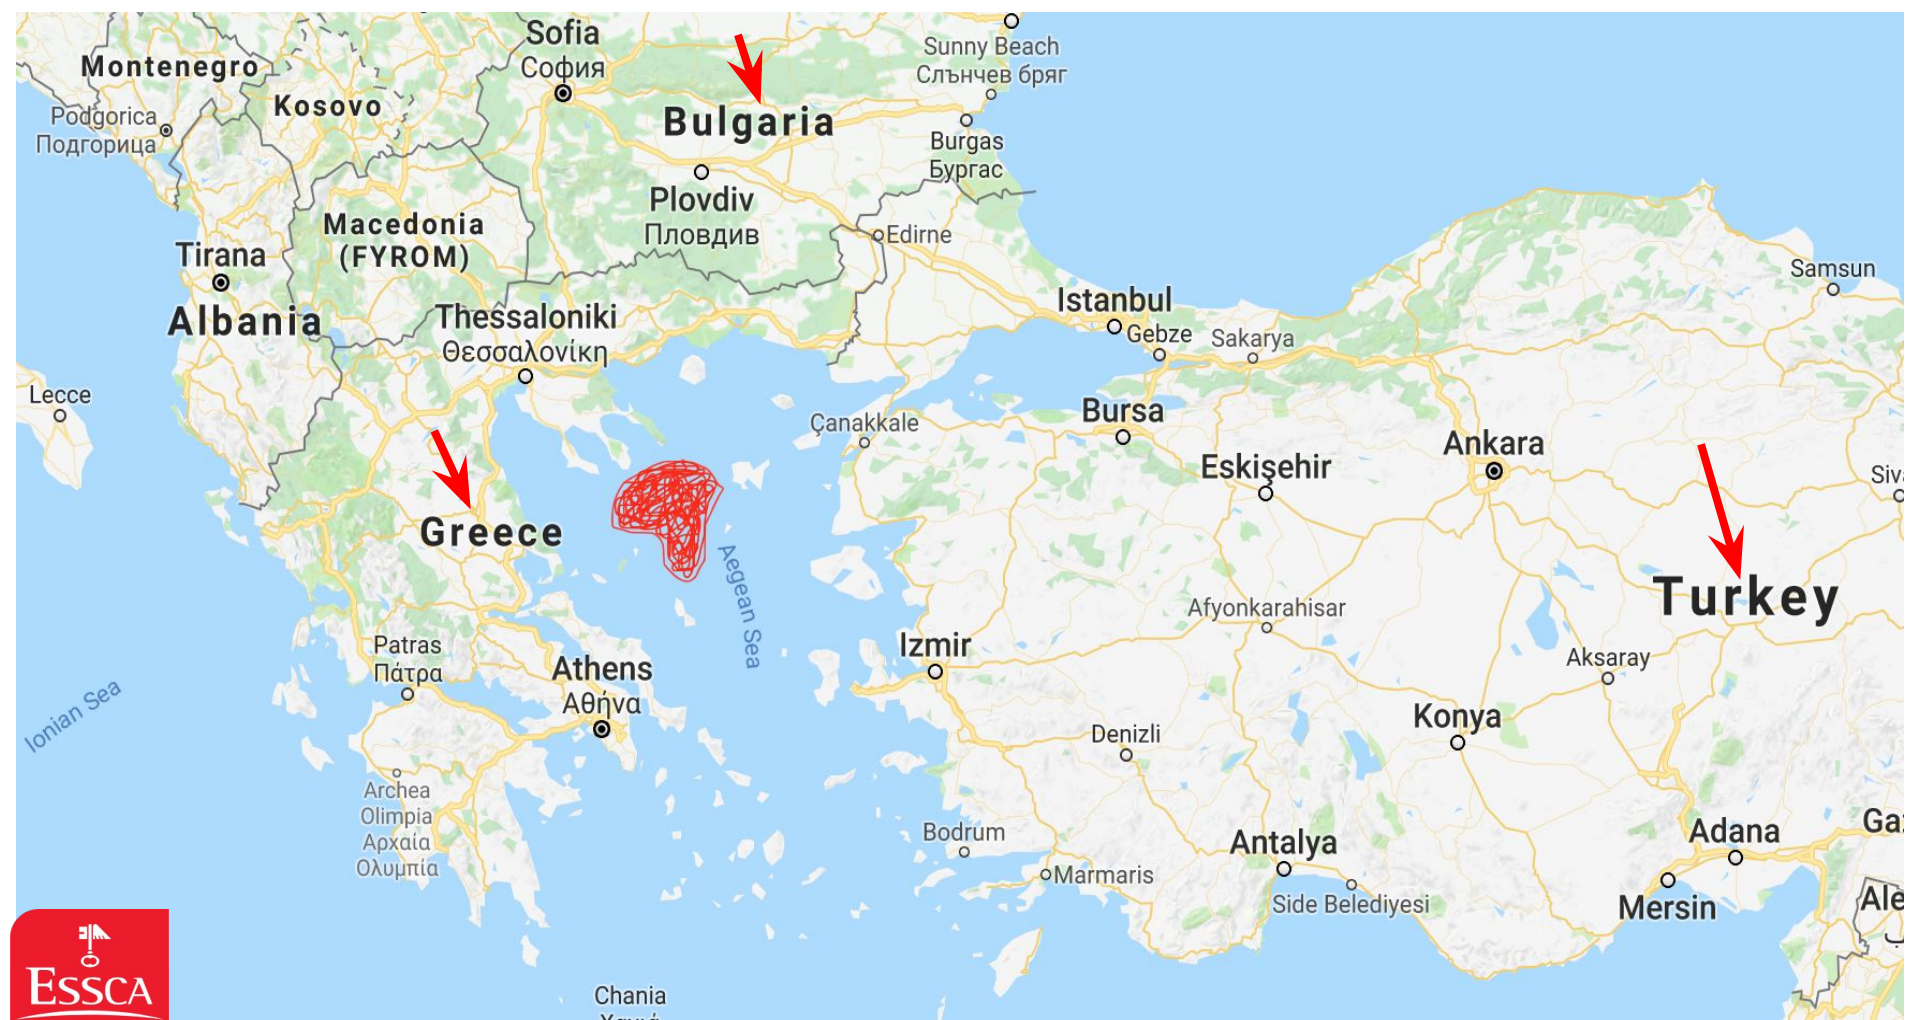 Sofia
София
Sunny Beach
Слънчев бряг
Montenegro
Kosovo
Podgorica
Подгорица
Bulgaria
Burgas
Бургас
Plovdiv
Пловдив
Macedonia
(FYROM)
Edirne
Tirana
Albania
Samsun
Istanbul
Gebze
Sakarya
Thessaloniki
Θεσσαλονίκη
Lecce
Çanakkale
Bursa
Ankara
Eskişehir
Siv
Greece
Aegean Sea
Turkey
Afyonkarahisar
Izmir
Patras
Πάτρα
Athens
Αθήνα
Aksaray
Ionian Sea
Konya
Denizli
Archea
Olimpia
Αρχαία
Ολυμπία
Bodrum
Marmaris
Antalya
Side Belediyesi
Adana
Ga
Mersin
Ale
ESSCA
Chania